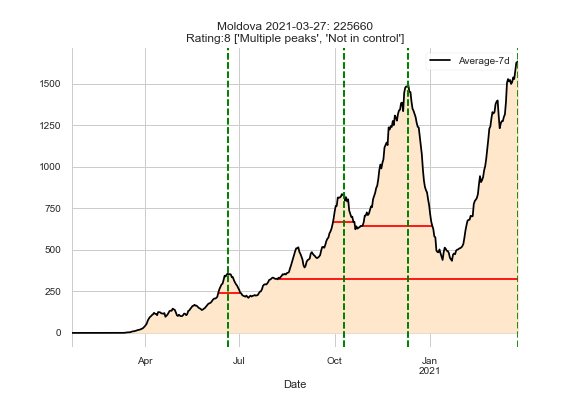 Moldova 2021-03-27: 225660
Rating:8 ['Multiple peaks', 'Not in control']
Average-7d
1500
1250
1000
750
500
250
0
Apr
Jul
Oct
Jan
2021
Date